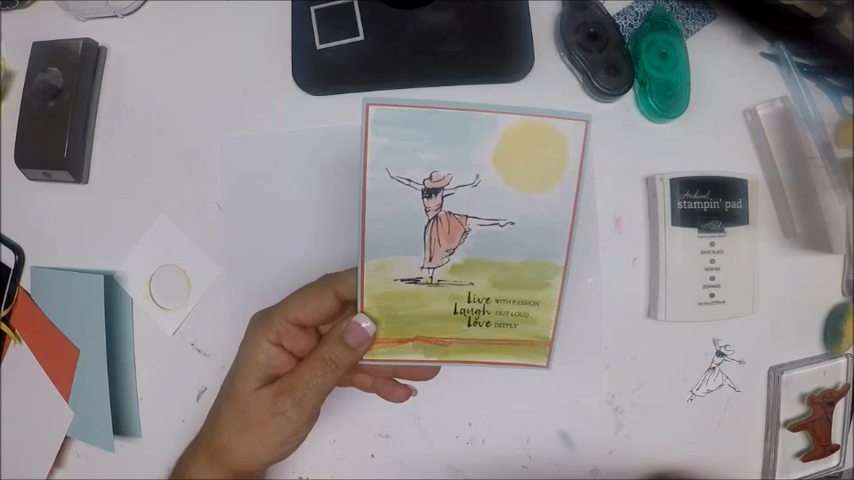 Live WITH PASSION
Laugh OUT LOUD
Love DEEPLY
Archival
stampin' pad